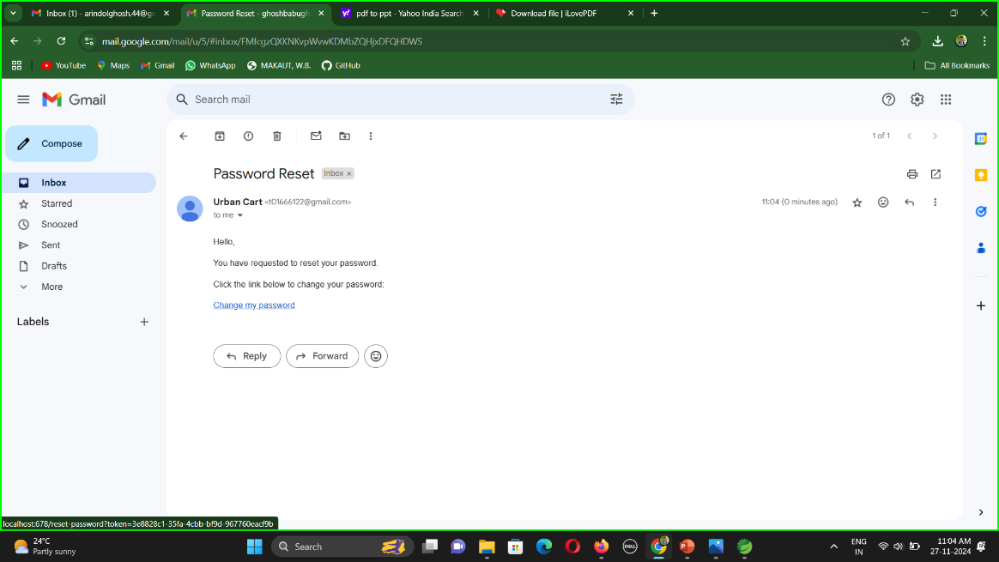 Inbox (1) - arindolghosh.44@gr
Password Reset - ghoshbabugh
pdf to ppt - Yahoo India Search
Download file | iLovePDF
mail.google.com/mail/u/5/#inbox/FMfcgzQXKNKvpWvwKDMbZQHjxDFQHDWS
YouTube
Maps
Gmail
WhatsApp
MAKAUT, W.B.
GitHub
All Bookmarks
Gmail
Search mail
Compose
1 of 1
Inbox
Starred
Snoozed
Sent
Drafts
More
Labels
Password Reset
Inbox
Urban Cart <t01666122@gmail.com>
11:04 (0 minutes ago)
to me
Hello,
You have requested to reset your password.
Click the link below to change your password:
Change my password
Reply
Forward
31
localhost:678/reset-password?token=3e8828c1-35fa-4cbb-bf9d-967760eacf9b
24°C
Partly sunny
Search
DELL
ENG
IN
11:04 AM
27-11-2024